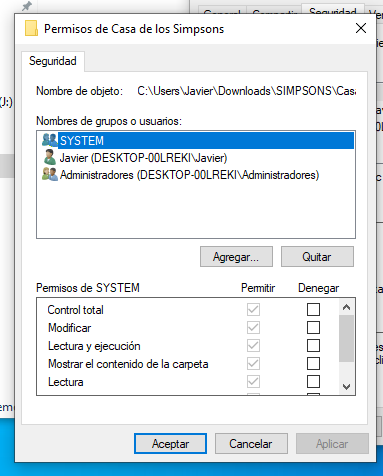 Permisos de Casa de los Simpsons
Seguridad
Seguridad
Nombre de objeto: C:\Users\Javier\Downloads\SIMPSONS\Casa
Nombres de grupos o usuarios:
SYSTEM
Javier (DESKTOP-00LREKI\Javier)
Administradores (DESKTOP-00LREKI\Administradores)
Agregar... Quitar
Permisos de SYSTEM Permitir Denegar
Control total
Modificar
Lectura y ejecución
Mostrar el contenido de la carpeta
Lectura
Aceptar Cancelar Aplicar
(J:)